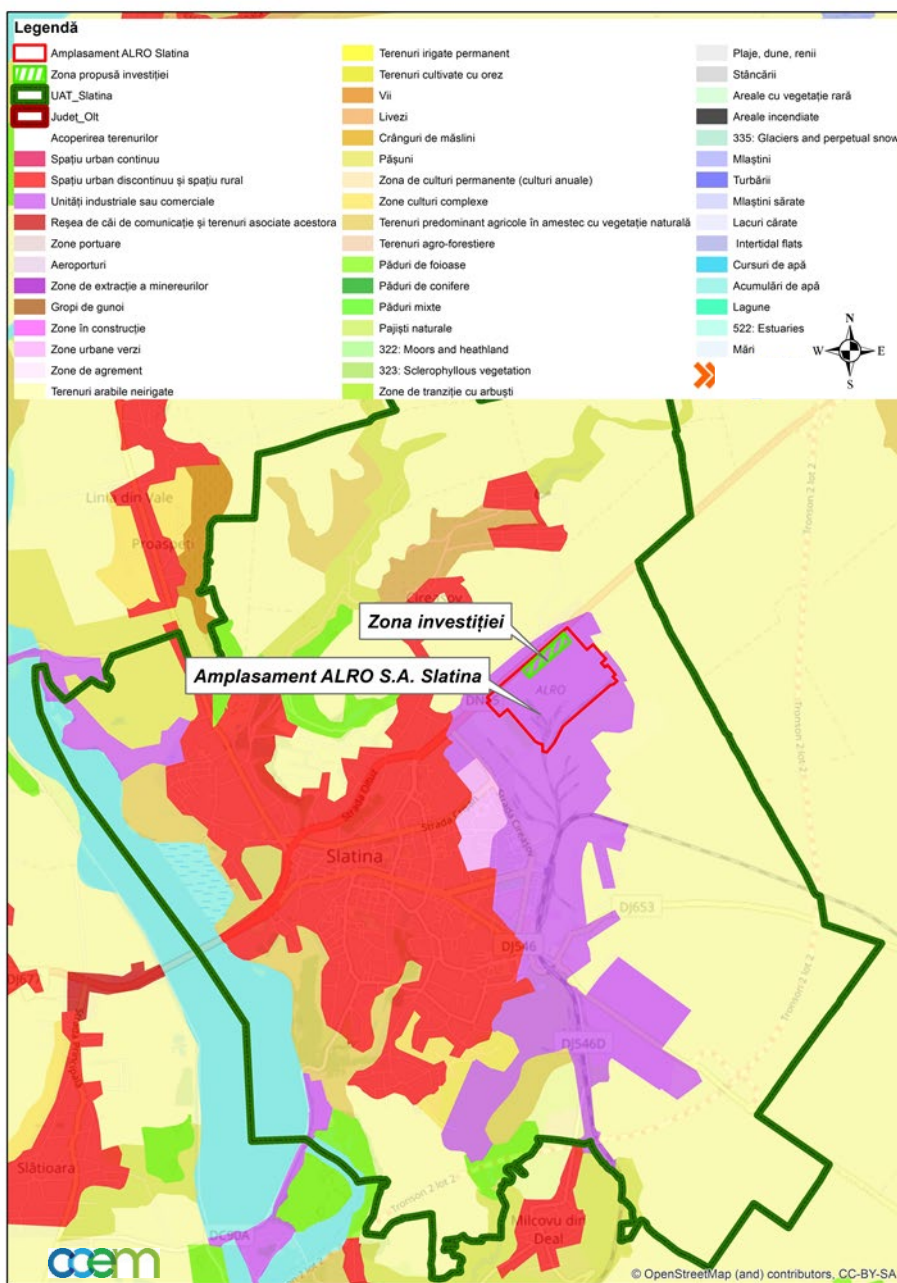 Legendă
Amplasament ALRO Slatina
Zona propusă investiției
UAT_Slatina
Județ_Olt
Acoperirea terenurilor
Spațiu urban continuu
Spațiu urban discontinuu și spațiu rural
Unități industriale sau comerciale
Reșea de căi de comunicație și terenuri asociate acestora
Zone portuare
Aeroporturi
Zone de extracție a minereurilor
Gropi de gunoi
Zone în construcție
Zone urbane verzi
Zone de agrement
Terenuri arabile neirigate
Terenuri irigate permanent
Terenuri cultivate cu orez
Vii
Livezi
Crânguri de măslini
Pășuni
Zona de culturi permanente (culturi anuale)
Zone culturi complexe
Terenuri predominant agricole în amestec cu vegetație naturală
Terenuri agro-forestiere
Păduri de foioase
Păduri de conifere
Păduri mixte
Pajiști naturale
322: Moors and heathland
323: Sclerophyllous vegetation
Zone de tranziție cu arbuști
Plaje, dune, renii
Stâncării
Areale cu vegetație rară
Areale incendiate
335: Glaciers and perpetual snow
Mlaștini
Turbării
Mlaștini sărate
Lacuri cărate
Intertidal flats
Cursuri de apă
Acumulări de apă
Lagune
522: Estuaries
Mări
N
W E
S
Linia din Vale
Proaspeți
Cireașov
Zona investiției
Amplasament ALRO S.A. Slatina
ALRO
Tronson 2 lot 2
Strada Oituz
Strada Cireașov
Slatina
DJ653
DJ546
DJ677
Tronson 2 lot 2
DJ546D
Slătioara
Tronson 2 lot 2
Milcovu din
Deal
DC90A
ccem
© OpenStreetMap (and) contributors, CC-BY-SA